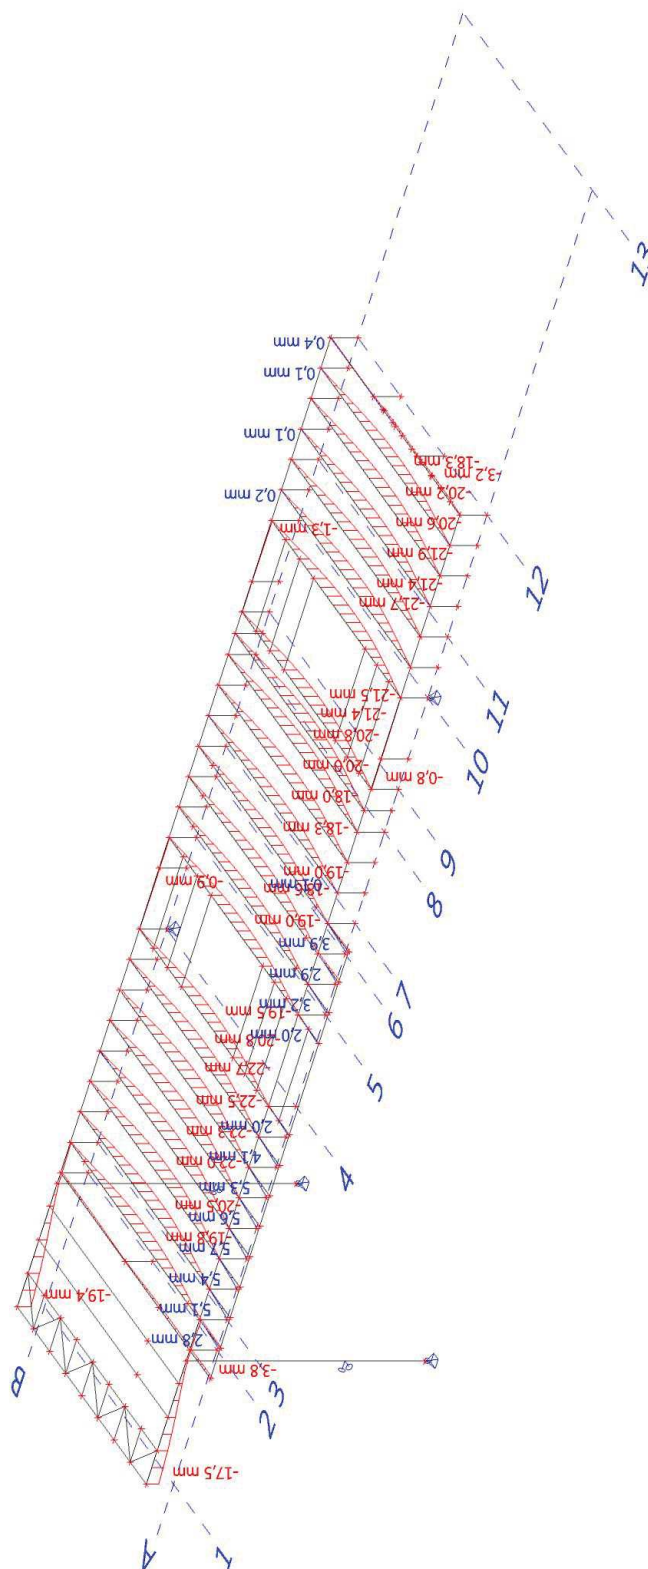 13
0,4 mm
0,1 mm
0,1 mm
-18,3 mm
-3,2 mm
0,2 mm
-20,2 mm
-20,6 mm
-1,3 mm
-21,9 mm
-21,4 mm
12
-21,7 mm
-21,5 mm
11
-21,4 mm
-20,8 mm
-20,0 mm
10
-0,8 mm
-18,0 mm
-18,3 mm
9
-19,0 mm
0,1 mm
-0,9 mm
8
-19,0 mm
3,9 mm
2,9 mm
7
3,2 mm
-19,5 mm
6
2,0 mm
-20,8 mm
-22,7 mm
5
-22,5 mm
2,0 mm
4,1 mm
4
5,3 mm
-20,5 mm
5,6 mm
-19,8 mm
5,7 mm
5,4 mm
-19,4 mm
5,1 mm
2,8 mm
B
-3,8 mm
3
2
-17,5 mm
A
1